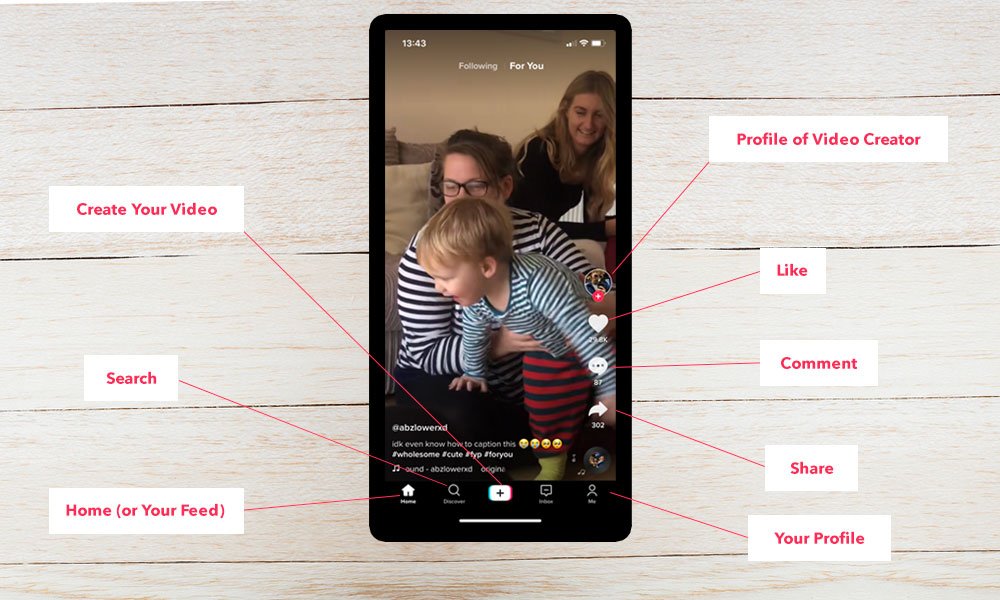 13:43
Following For You
Profile of Video Creator
Create Your Video
Like
29.8K
Comment
87
Search
Share
302
@abzlowerxd
idk even know how to caption this 😭😭🥺🥺
#wholesome #cute #fyp #foryou
ound - abzlowerxd origina
Home (or Your Feed)
Home Discover Inbox Me
Your Profile